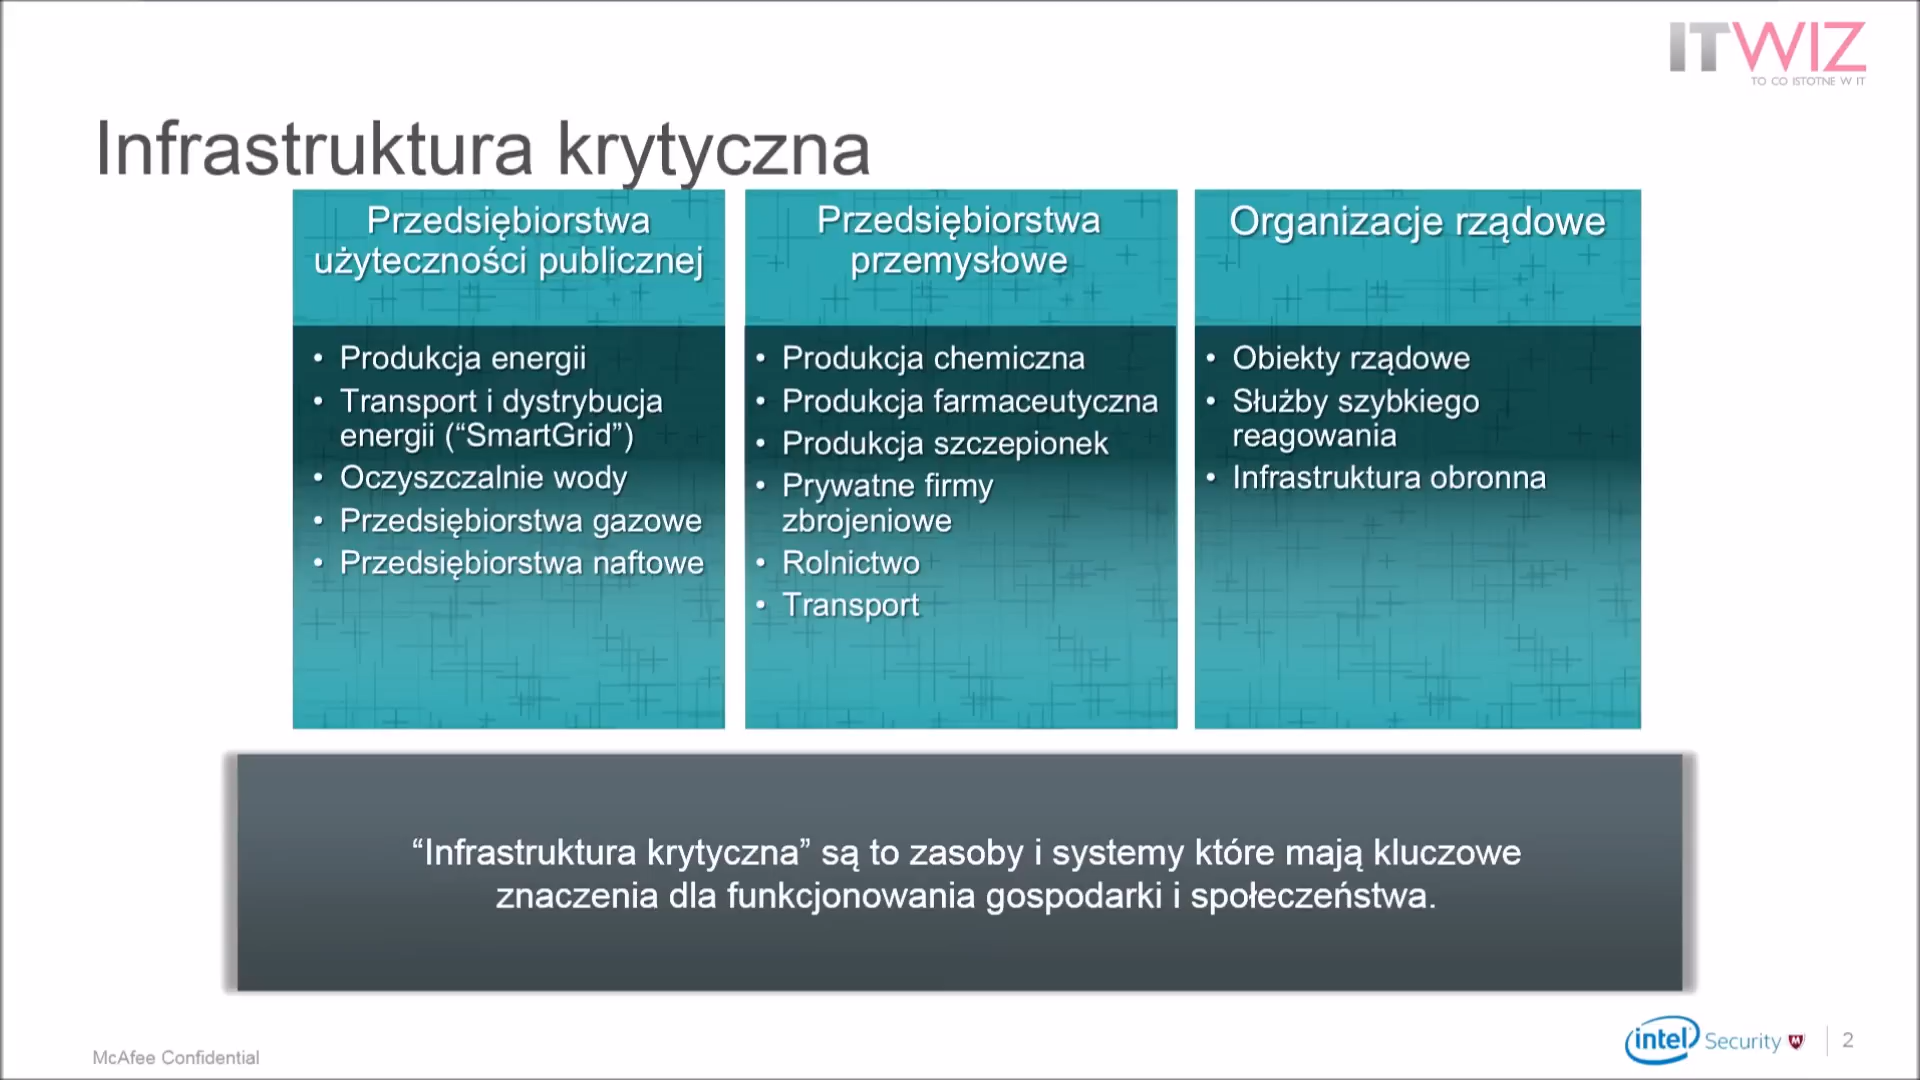 ITWIZ
TO CO ISTOTNE W IT
Infrastruktura krytyczna
Przedsiębiorstwa
użyteczności publicznej
• Produkcja energii
• Transport i dystrybucja
energii (“SmartGrid”)
• Oczyszczalnie wody
• Przedsiębiorstwa gazowe
• Przedsiębiorstwa naftowe
Przedsiębiorstwa
przemysłowe
• Produkcja chemiczna
• Produkcja farmaceutyczna
• Produkcja szczepionek
• Prywatne firmy
zbrojeniowe
• Rolnictwo
• Transport
Organizacje rządowe
• Obiekty rządowe
• Służby szybkiego
reagowania
• Infrastruktura obronna
“Infrastruktura krytyczna” są to zasoby i systemy które mają kluczowe
znaczenia dla funkcjonowania gospodarki i społeczeństwa.
McAfee Confidential
intel Security
2